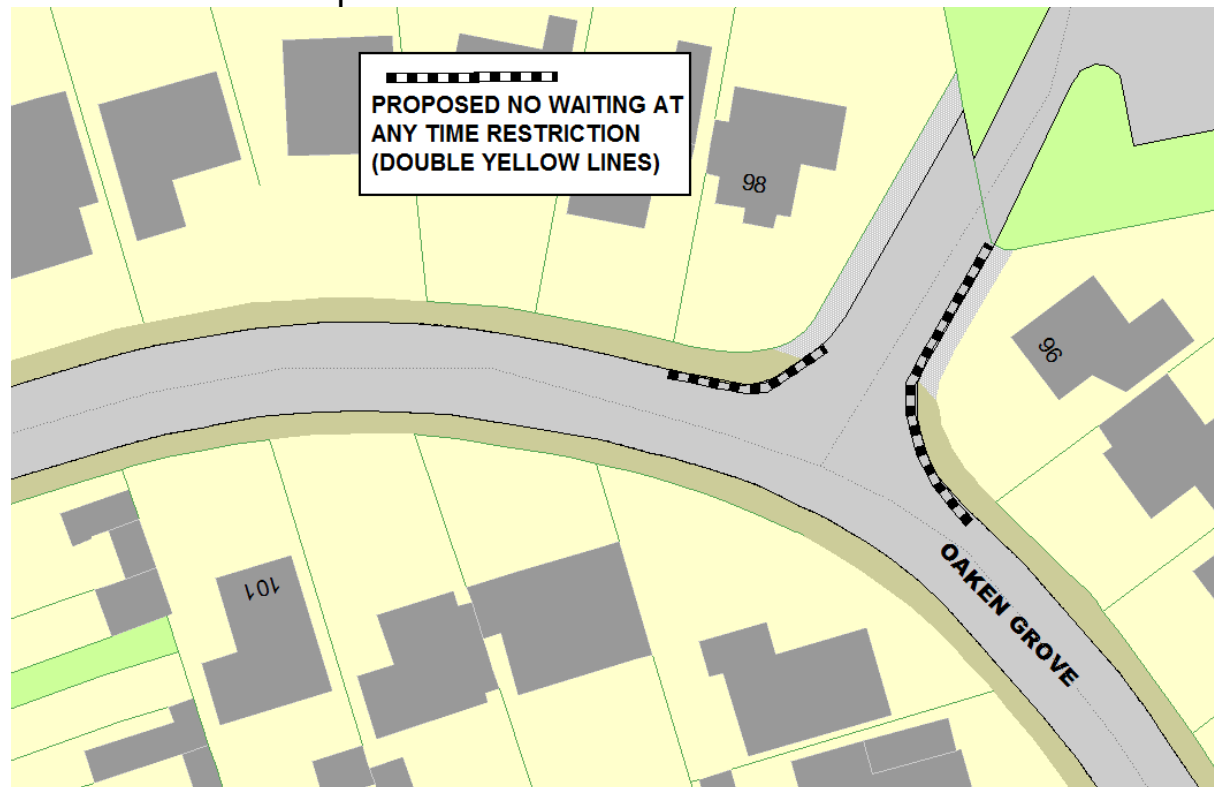 PROPOSED NO WAITING AT
ANY TIME RESTRICTION
(DOUBLE YELLOW LINES)
98
96
101
OAKEN GROVE